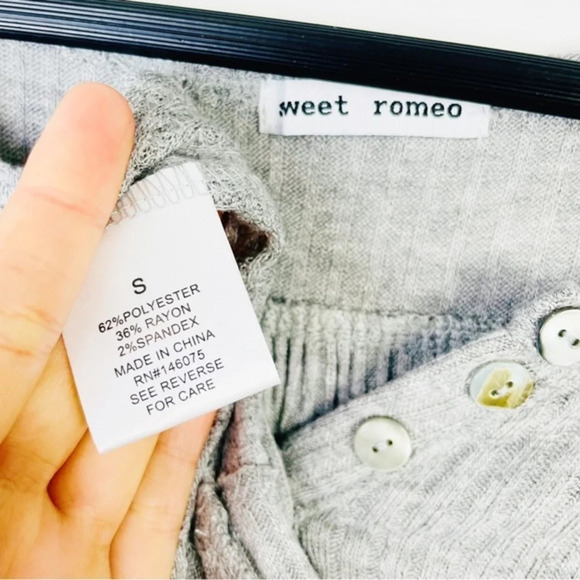 weet romeo
S
62%POLYESTER
36% RAYON
2%SPANDEX
MADE IN CHINA
RN#146075
SEE REVERSE
FOR CARE